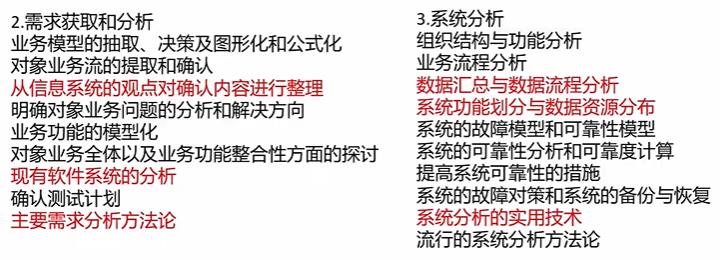 2.需求获取和分析
业务模型的抽取、决策及图形化和公式化
对象业务流的提取和确认
从信息系统的观点对确认内容进行整理
明确对象业务问题的分析和解决方向
业务功能的模型化
对象业务全体以及业务功能整合性方面的探讨
现有软件系统的分析
确认测试计划
主要需求分析方法论
3.系统分析
组织结构与功能分析
业务流程分析
数据汇总与数据流程分析
系统功能划分与数据资源分布
系统的故障模型和可靠性模型
系统的可靠性分析和可靠度计算
提高系统可靠性的措施
系统的故障对策和系统的备份与恢复
系统分析的实用技术
流行的系统分析方法论